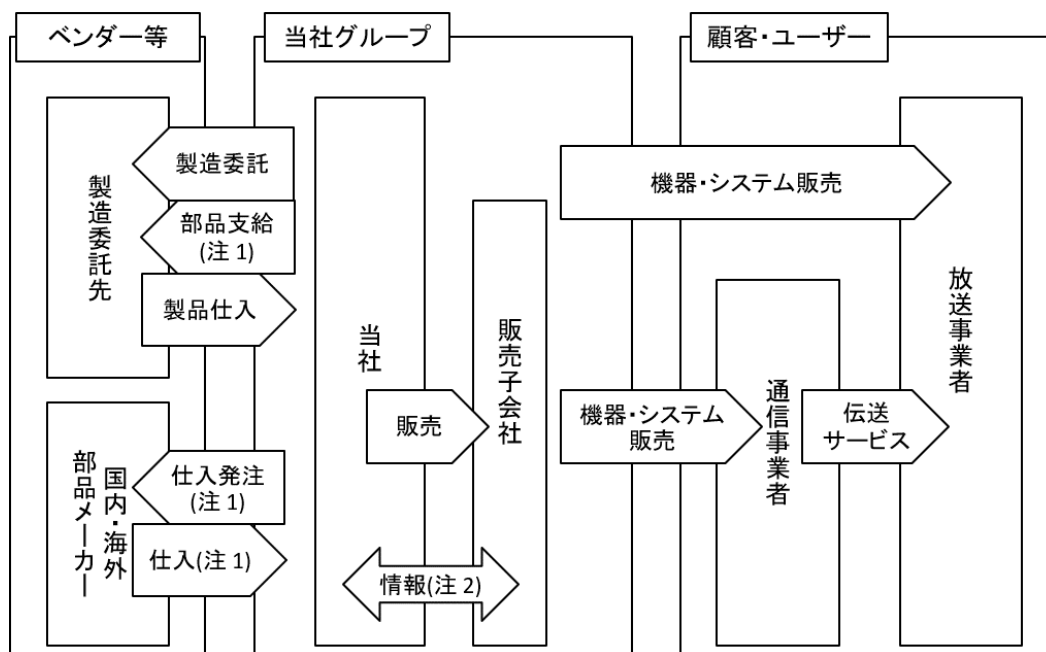 ベンダー等
当社グループ
顧客・ユーザー
製造委託先
製造委託
部品支給
(注 1)
製品仕入
国内・海外
部品メーカー
仕入発注
(注 1)
仕入(注 1)
当社
販売
販売子会社
情報(注 2)
機器・システム販売
機器・システム
販売
通信事業者
伝送
サービス
放送事業者